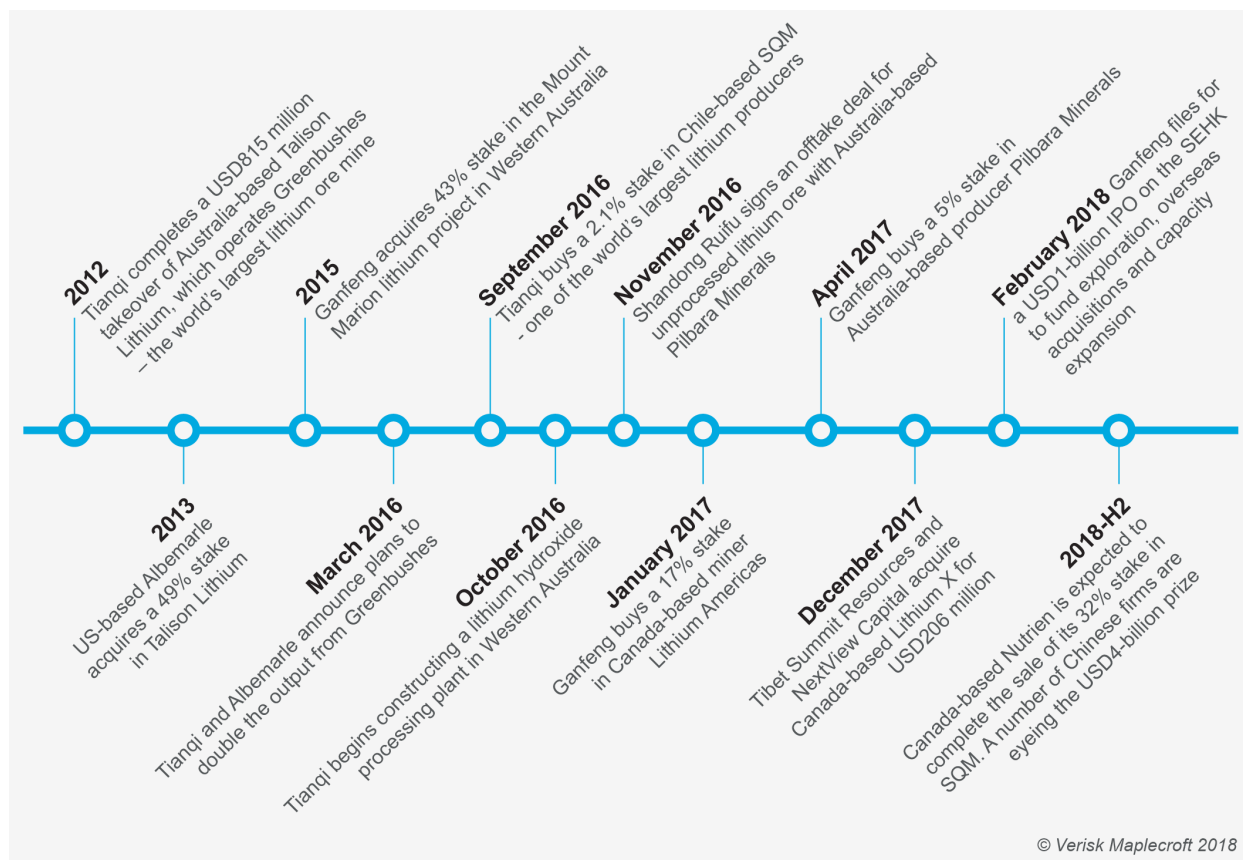 2012
Tianqi completes a USD815 million
takeover of Australia-based Talison
Lithium, which operates Greenbushes
– the world's largest lithium ore mine
2013
US-based Albemarle
acquires a 49% stake
in Talison Lithium
2015
Ganfeng acquires 43% stake in the Mount
Marion liithium project in Western Australia
March 2016
Tianqi and Albemarle announce plans to
double the output from Greenbushes
September 2016
Tianqi buys a 2.1% stake in Chile-based SQM
- one of the world's largest lithium producers
October 2016
Tianqi begins constructing a lithium hydroxide
processing plant in Western Australia
November 2016
Shandong Ruifu signs an offtake deal for
unprocessed lithium ore with Australia-based
Pilbara Minerals
January 2017
Ganfeng buys a 17% stake
in Canada-based miner
Lithium Americas
April 2017
Ganfeng buys a 5% stake in
Australia-based producer Pilbara Minerals
December 2017
Tibet Summit Resources and
NextView Capital acquire
Canada-based Lithium X for
USD206 million
February 2018 Ganfeng files for
a USD1-billion IPO on the SEHK
to fund exploration, overseas
acquisitions and capacity
expansion
2018-H2
Canada-based Nutrien is expected to
complete the sale of its 32% stake in
SQM. A number of Chinese firms are
eyeing the USD4-billion prize
© Verisk Maplecroft 2018